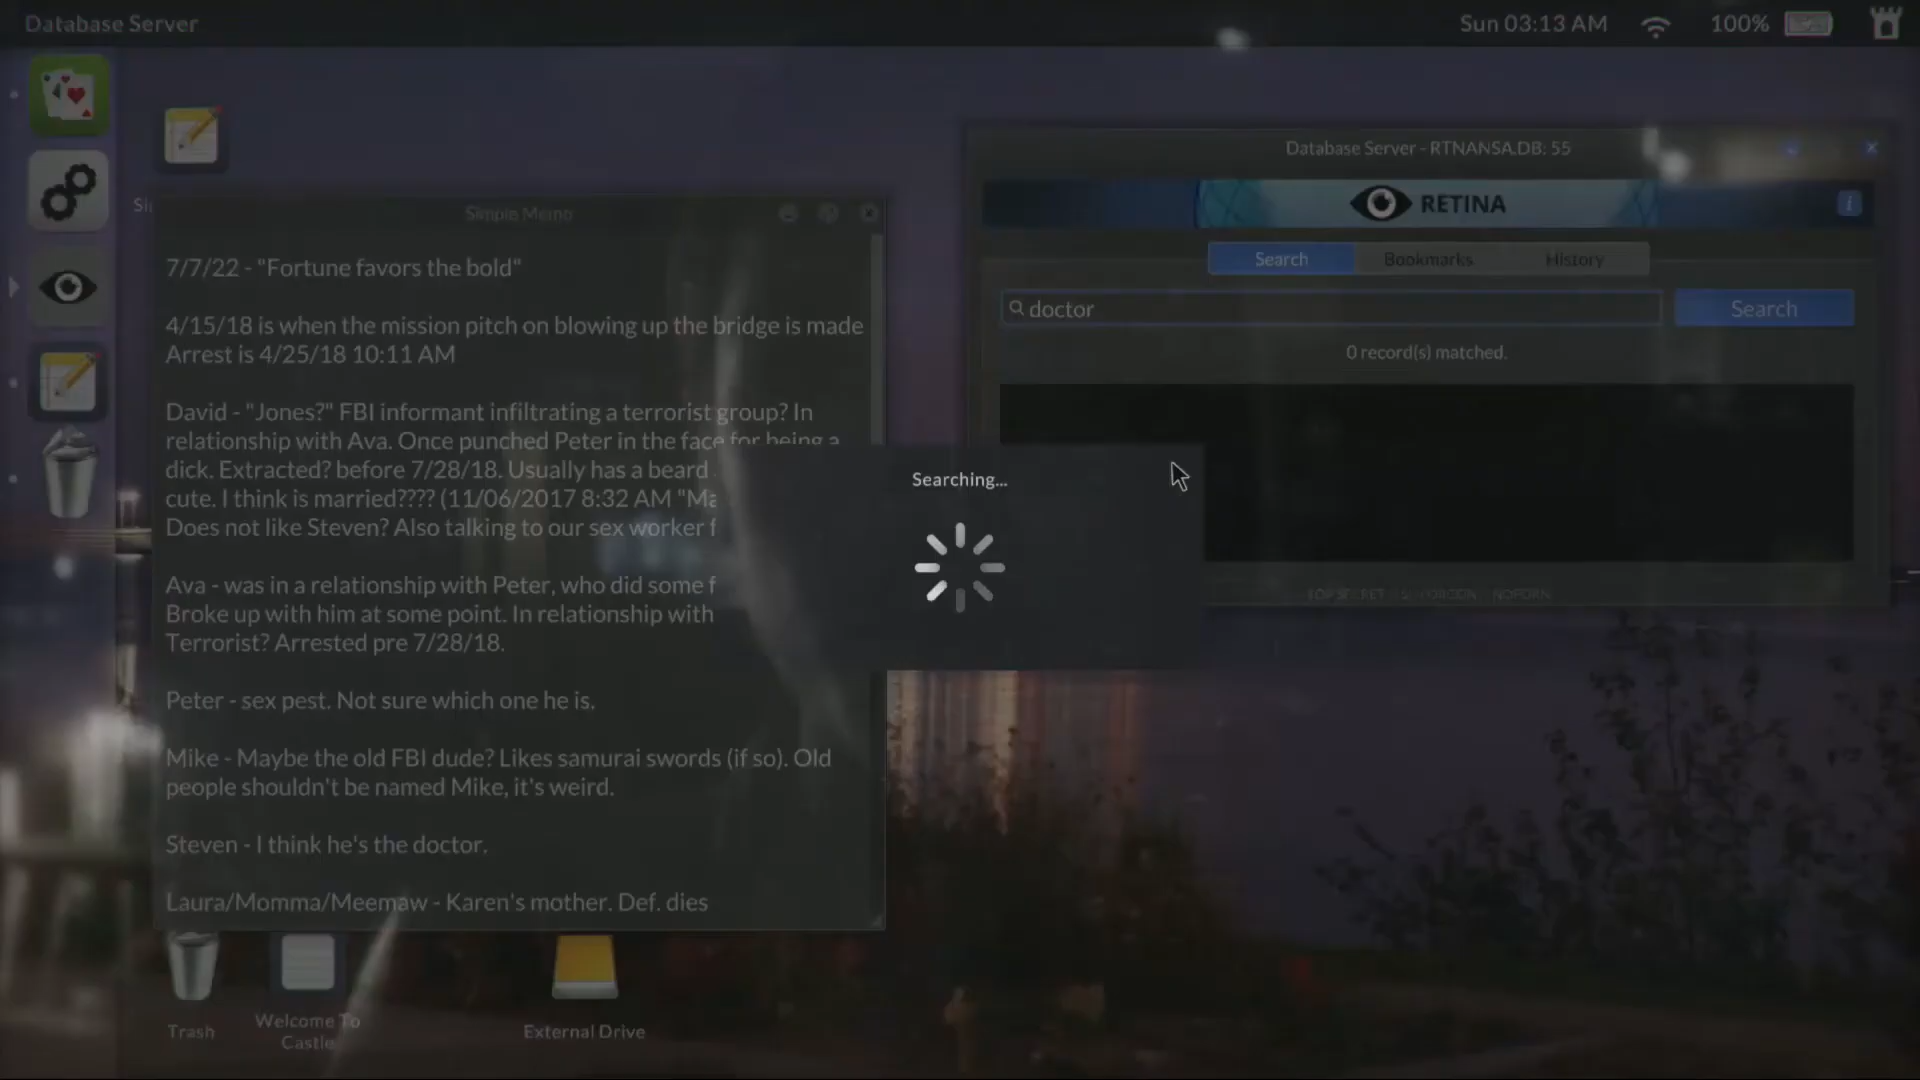 Database Server
Sun 03:13 AM
100%
Simple Memo
7/7/22 - "Fortune favors the bold"
4/15/18 is when the mission pitch on blowing up the bridge is made
Arrest is 4/25/18 10:11 AM
David - "Jones?" FBI informant infiltrating a terrorist group? In
relationship with Ava. Once punched Peter in the face for being a
dick. Extracted? before 7/28/18. Usually has a beard
cute. I think is married???? (11/06/2017 8:32 AM "Ma
Does not like Steven? Also talking to our sex worker f
Ava - was in a relationship with Peter, who did some f
Broke up with him at some point. In relationship with
Terrorist? Arrested pre 7/28/18.
Peter - sex pest. Not sure which one he is.
Mike - Maybe the old FBI dude? Likes samurai swords (if so). Old
people shouldn't be named Mike, it's weird.
Steven - I think he's the doctor.
Laura/Momma/Meemaw - Karen's mother. Def. dies
Database Server - RTNANSA.DB: 55
RETINA
i
Search
Bookmarks
History
doctor
Search
0 record(s) matched.
Searching...
TOP SECRET
NOFORN
Trash
Welcome To
Castle
External Drive